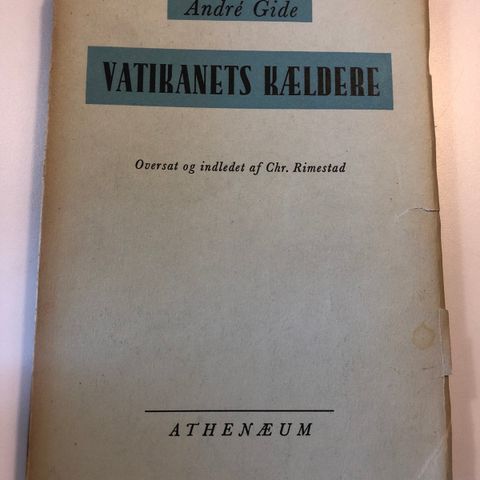 André Gide
VATIKANETS KÆLDERE
Oversat og indledet af Chr. Rimestad
ATHENÆUM